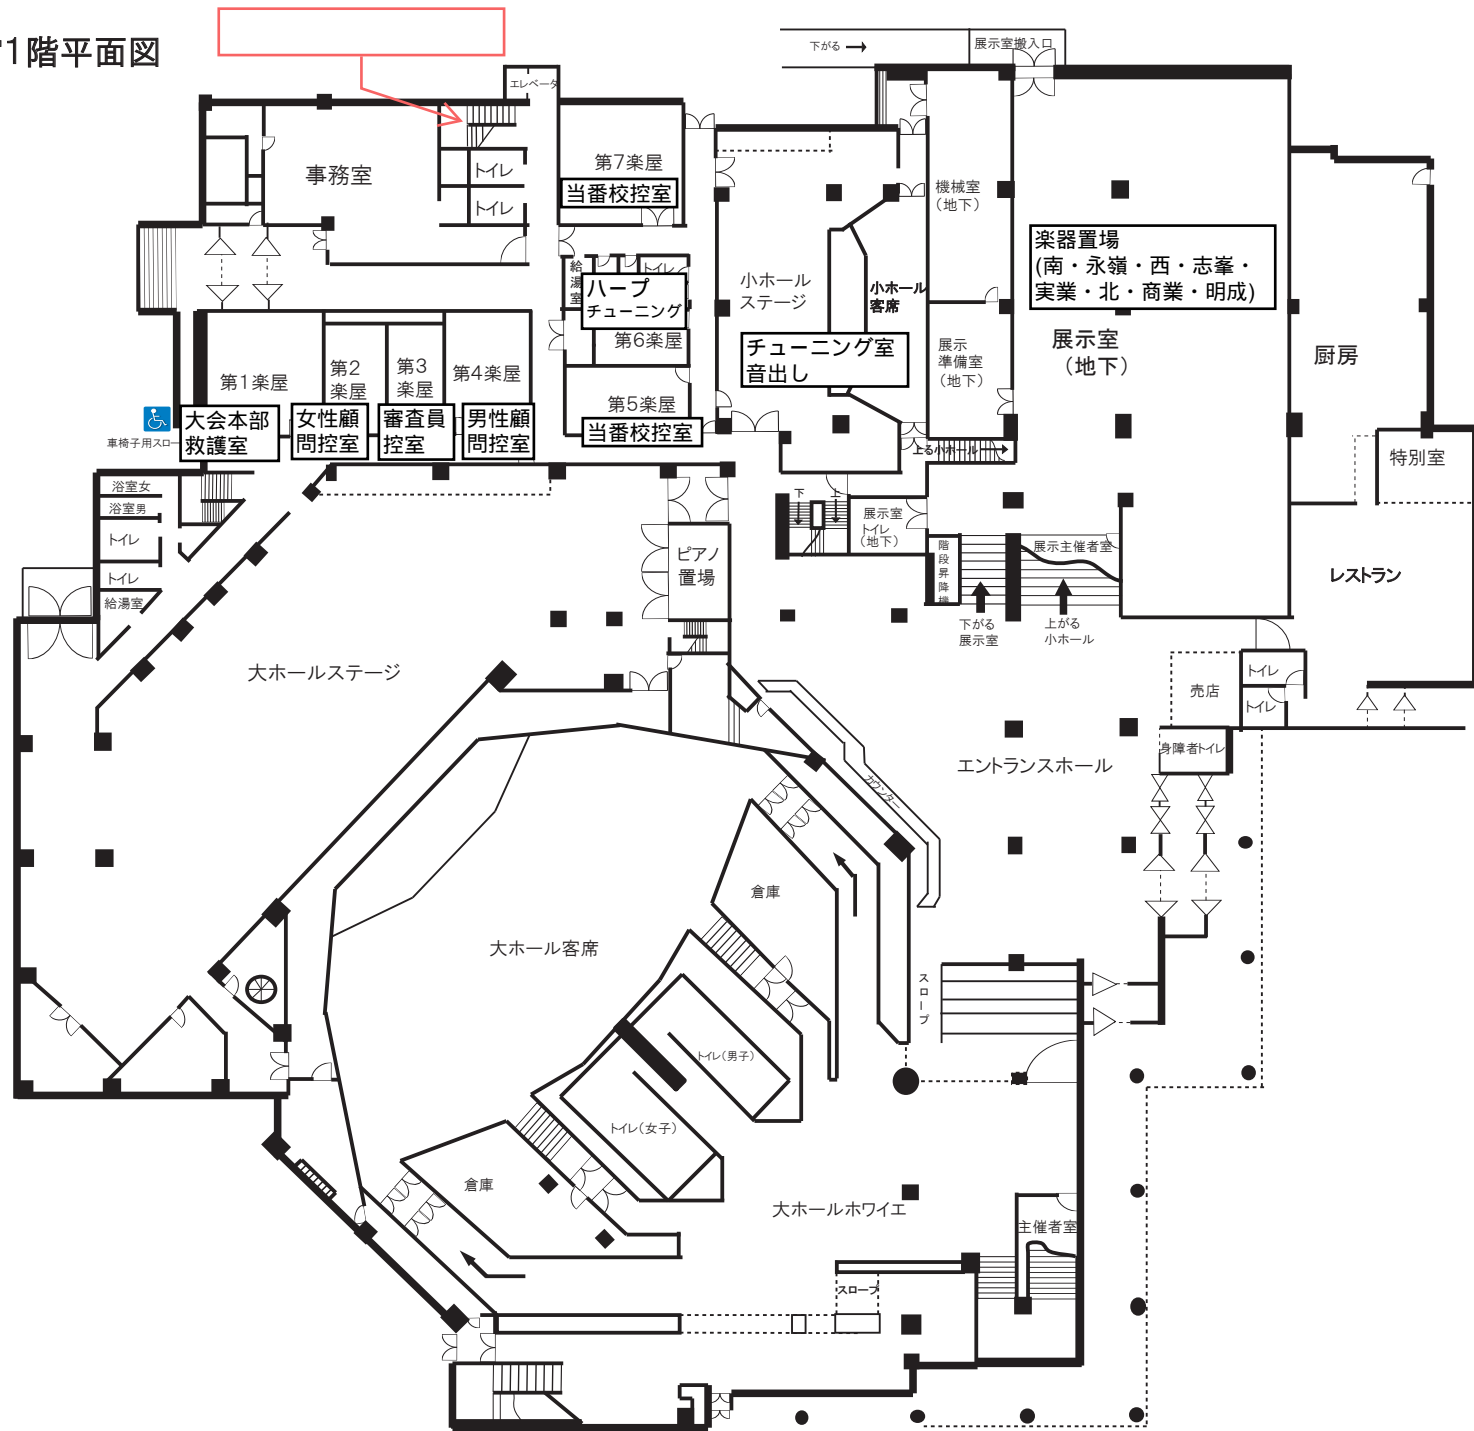 1階平面図
下がる
展示室搬入口
エレベータ
事務室
トイレ
トイレ
第7楽屋
当番校控室
機械室
(地下)
楽器置場
(南・永嶺・西・志峯・
実業・北・商業・明成)
給
湯
室
トイレ
ハープ
チューニング
第6楽屋
小ホール
ステージ
小ホール
客席
チューニング室
音出し
展示
準備室
(地下)
展示室
(地下)
厨房
第1楽屋
第2
楽屋
第3
楽屋
第4楽屋
第5楽屋
車椅子用スロー
大会本部
救護室
女性顧
問控室
審査員
控室
男性顧
問控室
当番校控室
上る小ホール
特別室
浴室女
浴室男
トイレ
トイレ
給湯室
ピアノ
置場
下
上
展示室
トイレ
(地下)
階
段
昇
降
機
展示主催者室
下がる
展示室
上がる
小ホール
レストラン
大ホールステージ
売店
トイレ
トイレ
身障者トイレ
エントランスホール
カウンター
倉庫
大ホール客席
ス
ロ
ー
プ
トイレ(男子)
トイレ(女子)
倉庫
大ホールホワイエ
主催者室
スロープ